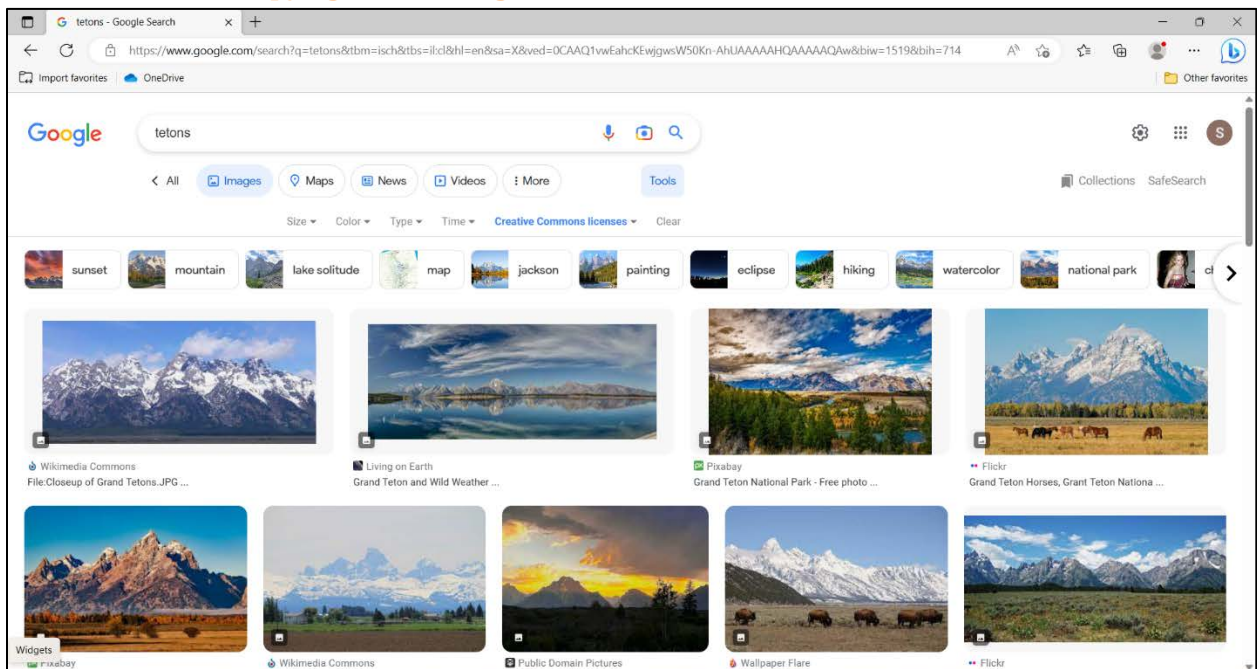 tetons - Google Search
https://www.google.com/search?q=tetons&tbm=isch&tbs=il:cl&hl=en&sa=X&ved=0CAAQ1vwEahcKEwjgwsW50Kn-AhUAAAAAHQAAAAAQAw&biw=1519&bih=714
Import favorites OneDrive Other favorites
Google tetons S
All Images Maps News Videos More Tools Collections SafeSearch
Size Color Type Time Creative Commons licenses Clear
sunset mountain lake solitude map jackson painting eclipse hiking watercolor national park
Wikimedia Commons Living on Earth Pixabay Flickr
File:Closeup of Grand Tetons.JPG ... Grand Teton and Wild Weather ... Grand Teton National Park - Free photo ... Grand Teton Horses, Grant Teton Nationa ...
Widgets
Pixabay Wikimedia Commons Public Domain Pictures Wallpaper Flare Flickr